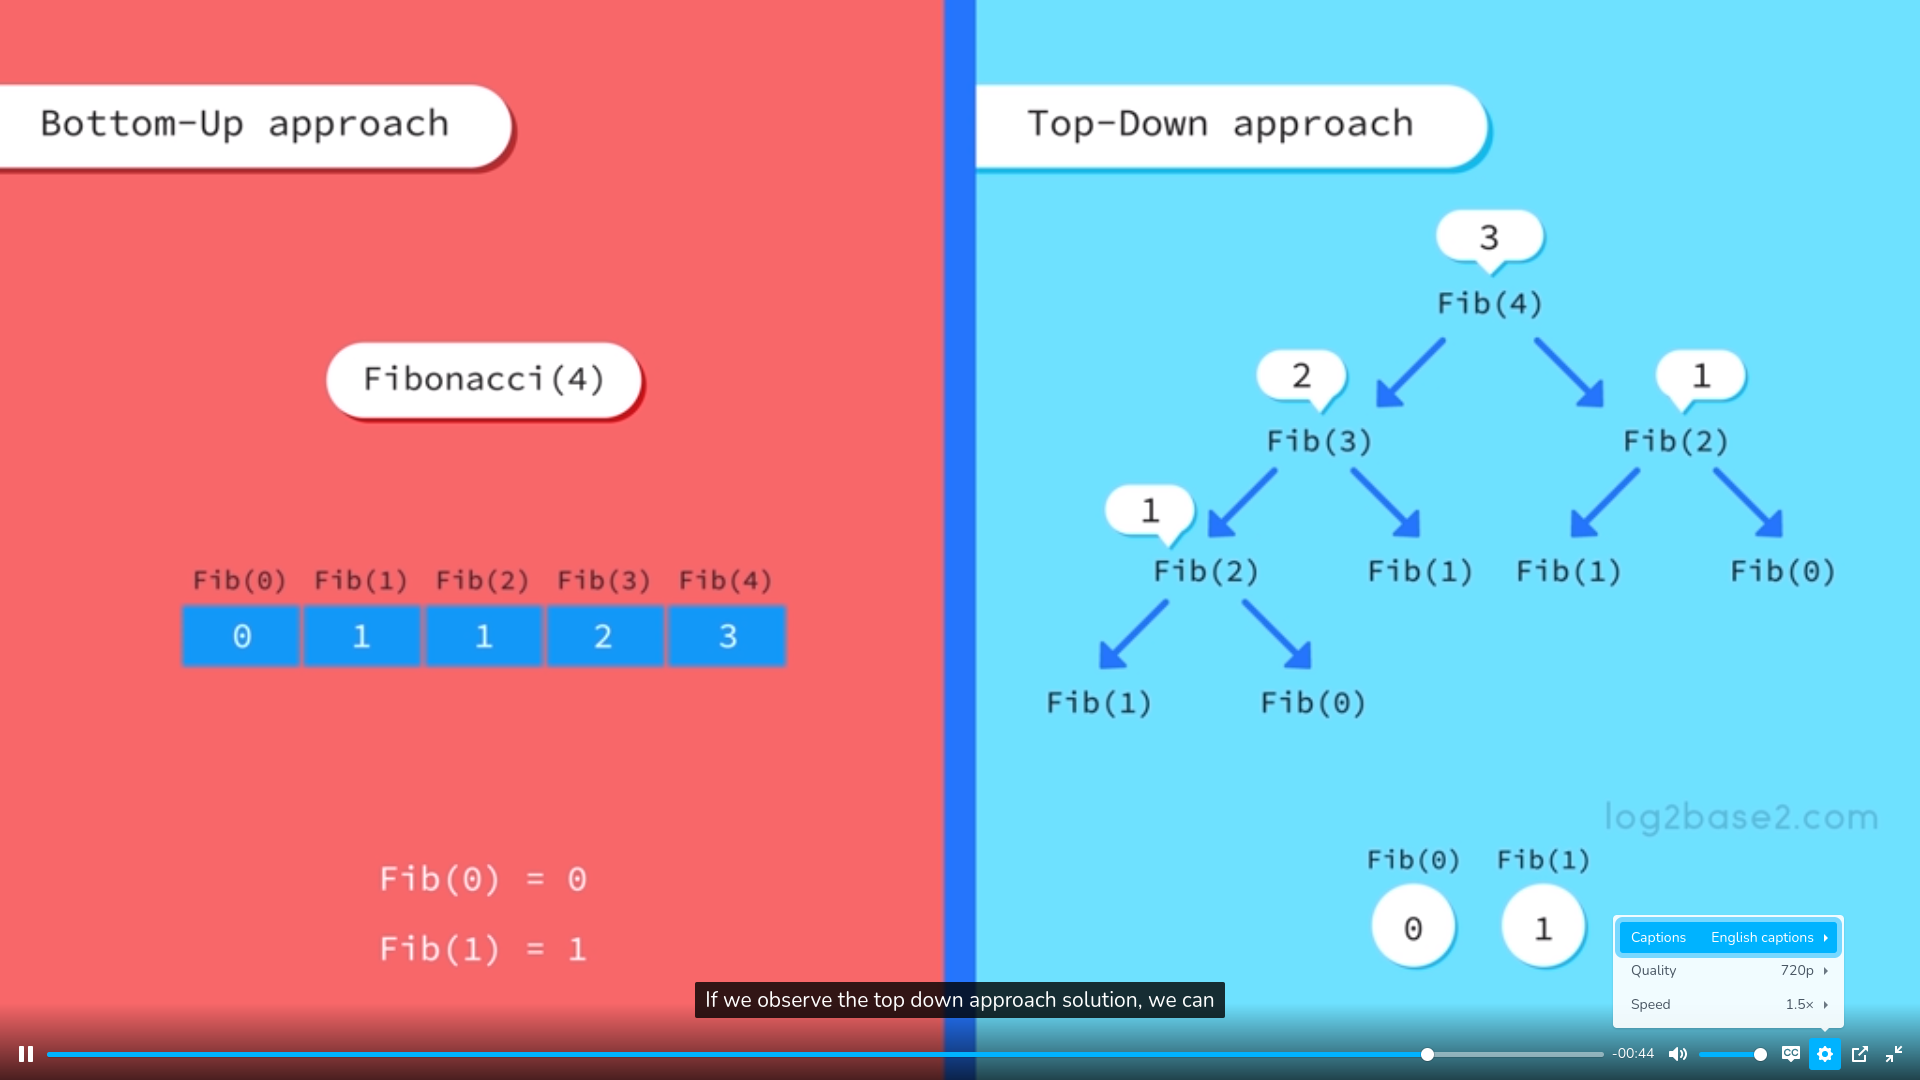 Bottom-Up approach
Fibonacci(4)
Fib(0) Fib(1) Fib(2) Fib(3) Fib(4)
0 1 1 2 3
Fib(0) = 0
Fib(1) = 1
Top-Down approach
3
Fib(4)
2 1
Fib(3) Fib(2)
1
Fib(2) Fib(1) Fib(1) Fib(0)
Fib(1) Fib(0)
log2base2.com
Fib(0) Fib(1)
0 1
Captions English captions
Quality 720p
Speed 1.5×
If we observe the top down approach solution, we can
-00:44
CC